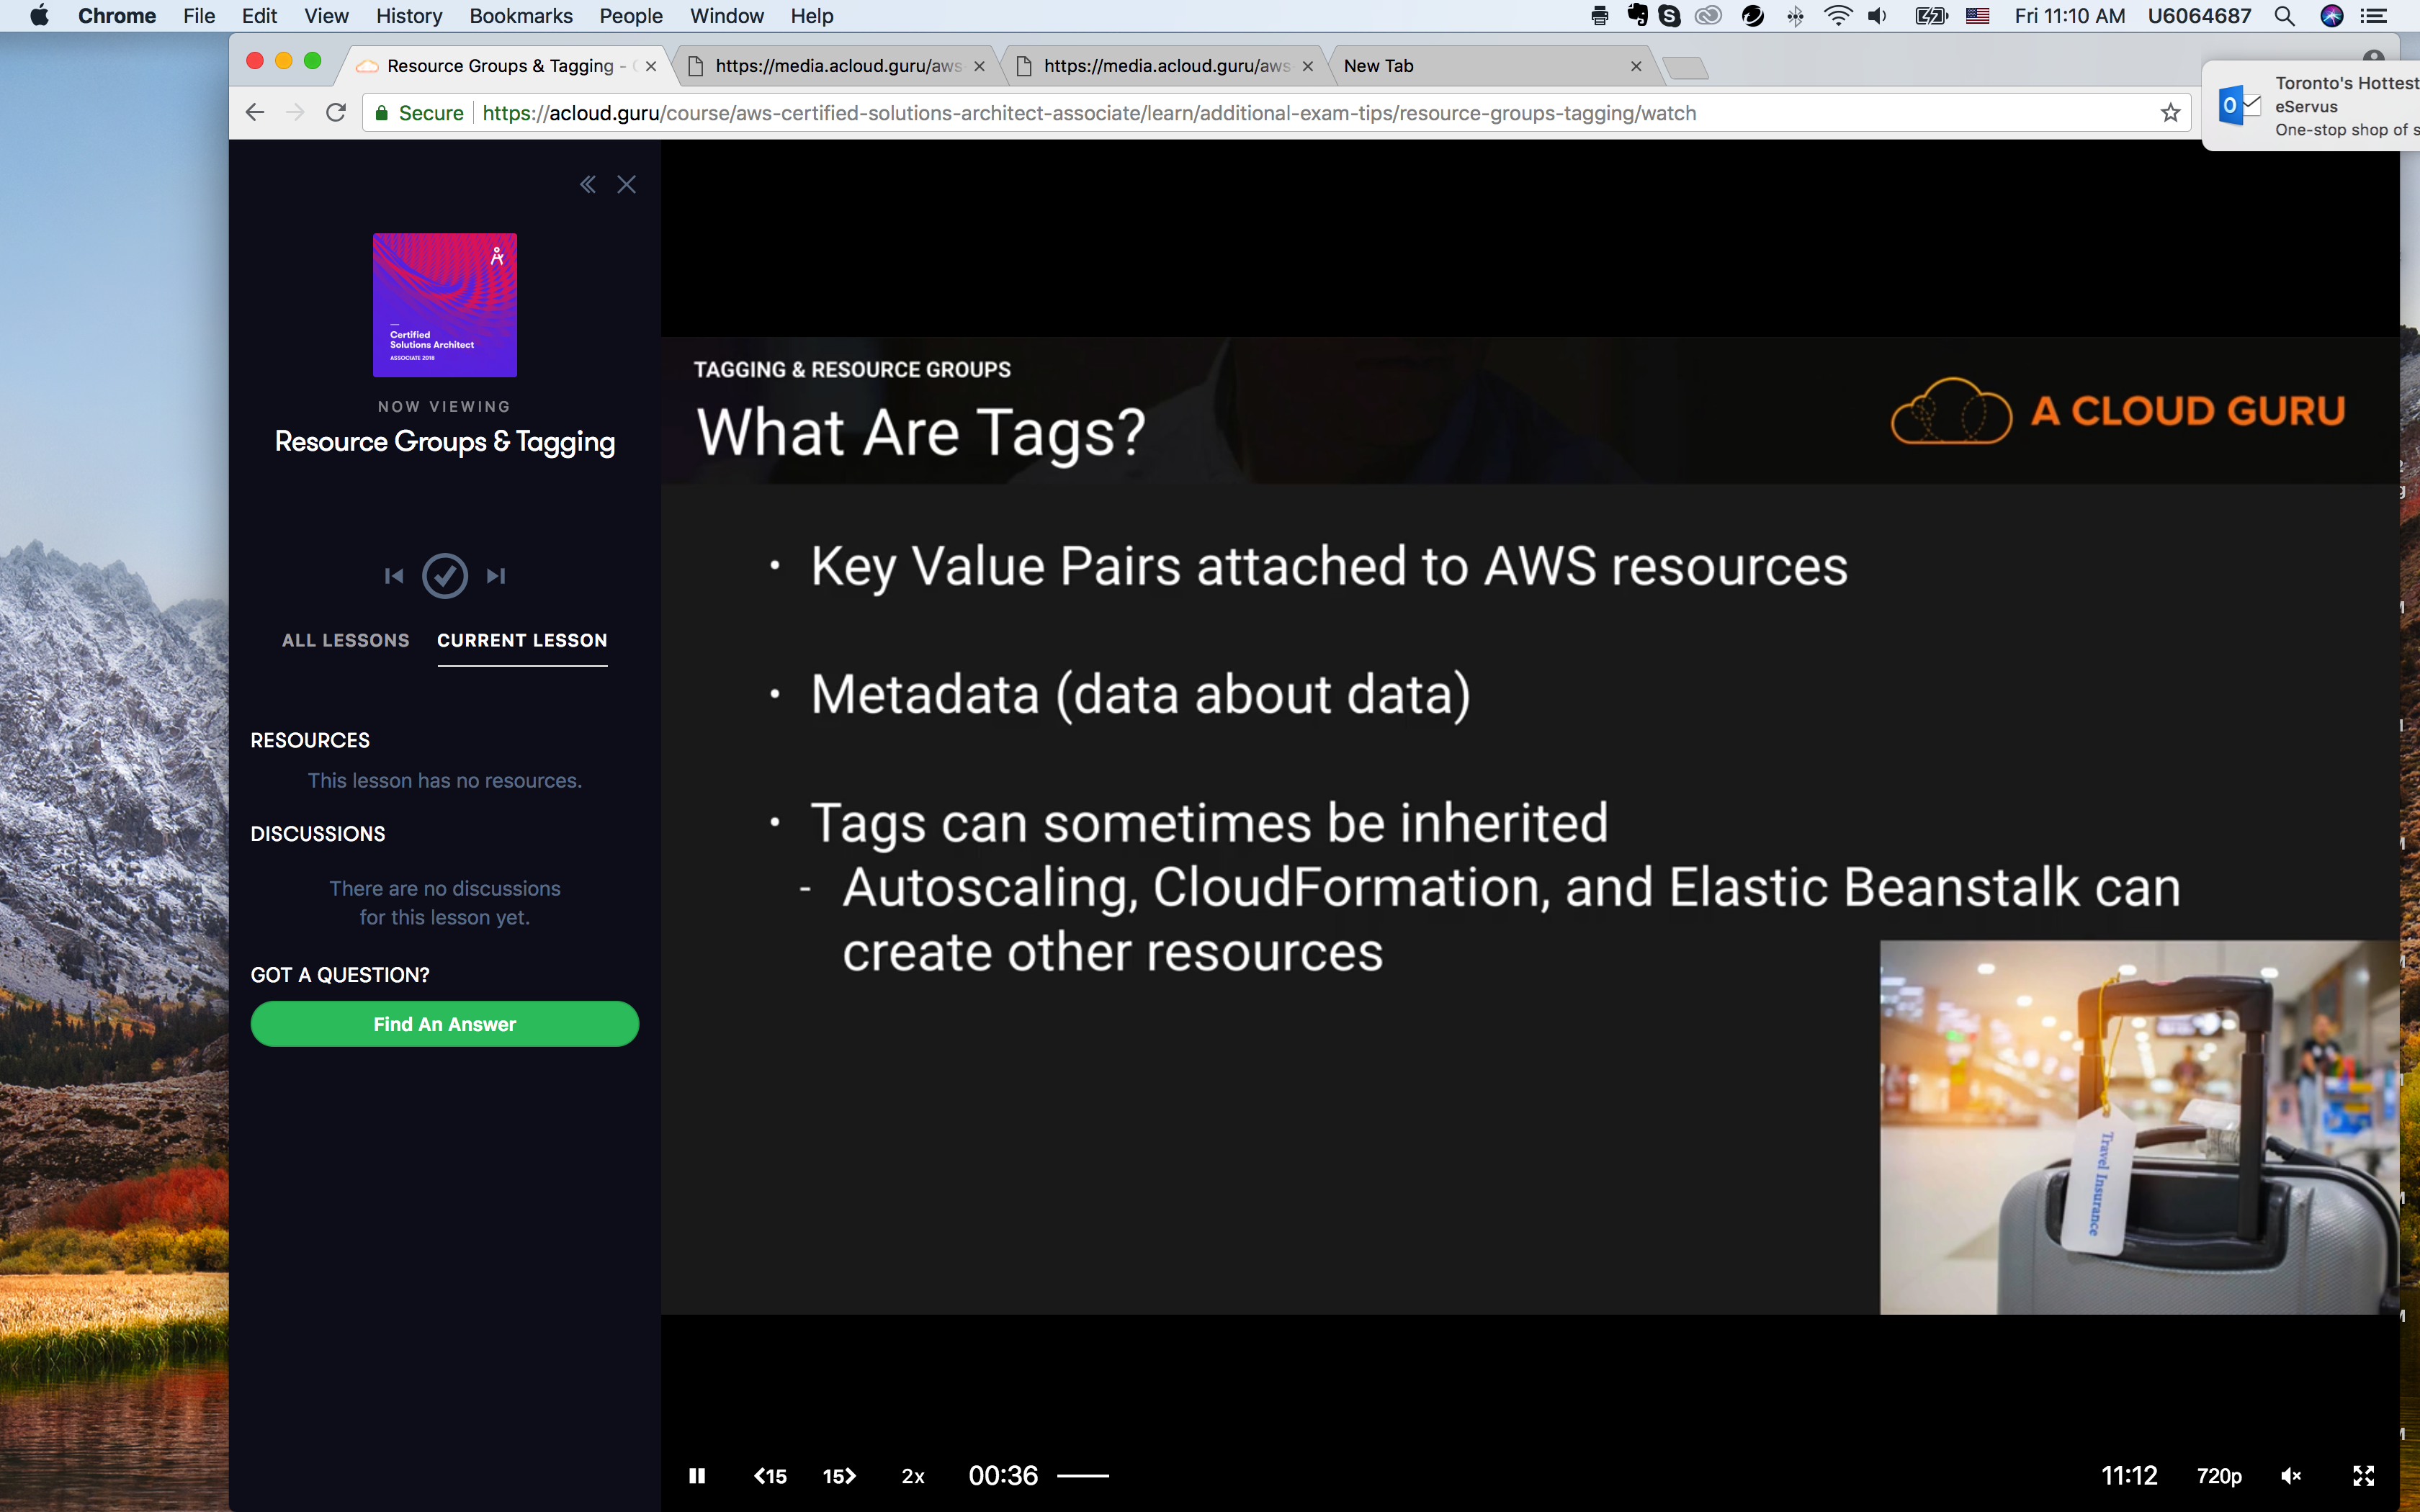 Chrome File Edit View History Bookmarks People Window Help
Fri 11:10 AM U6064687
Resource Groups & Tagging -
https://media.acloud.guru/aws
https://media.acloud.guru/aws
New Tab
Secure https://acloud.guru/course/aws-certified-solutions-architect-associate/learn/additional-exam-tips/resource-groups-tagging/watch
Toronto's Hottest
eServus
One-stop shop of s
Certified
Solutions Architect
ASSOCIATE 2018
NOW VIEWING
Resource Groups & Tagging
ALL LESSONS CURRENT LESSON
RESOURCES
This lesson has no resources.
DISCUSSIONS
There are no discussions
for this lesson yet.
GOT A QUESTION?
Find An Answer
TAGGING & RESOURCE GROUPS
What Are Tags?
A CLOUD GURU
• Key Value Pairs attached to AWS resources
• Metadata (data about data)
• Tags can sometimes be inherited
- Autoscaling, CloudFormation, and Elastic Beanstalk can
create other resources
Travel Insurance
<15 15> 2x 00:36 11:12 720p